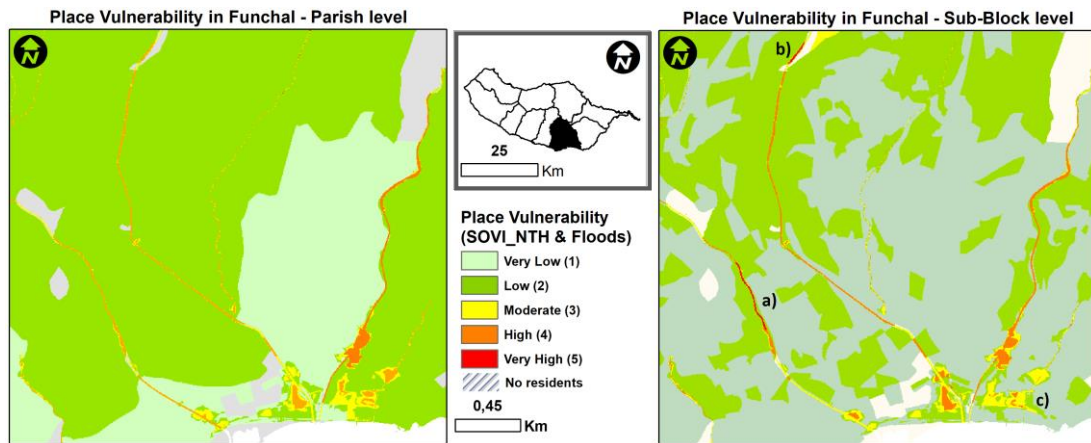 Place Vulnerability in Funchal - Parish level
N
N
25
Km
Place Vulnerability
(SOVI_NTH & Floods)
Very Low (1)
Low (2)
Moderate (3)
High (4)
Very High (5)
No residents
0,45
Km
Place Vulnerability in Funchal - Sub-Block level
N
b)
a)
c)